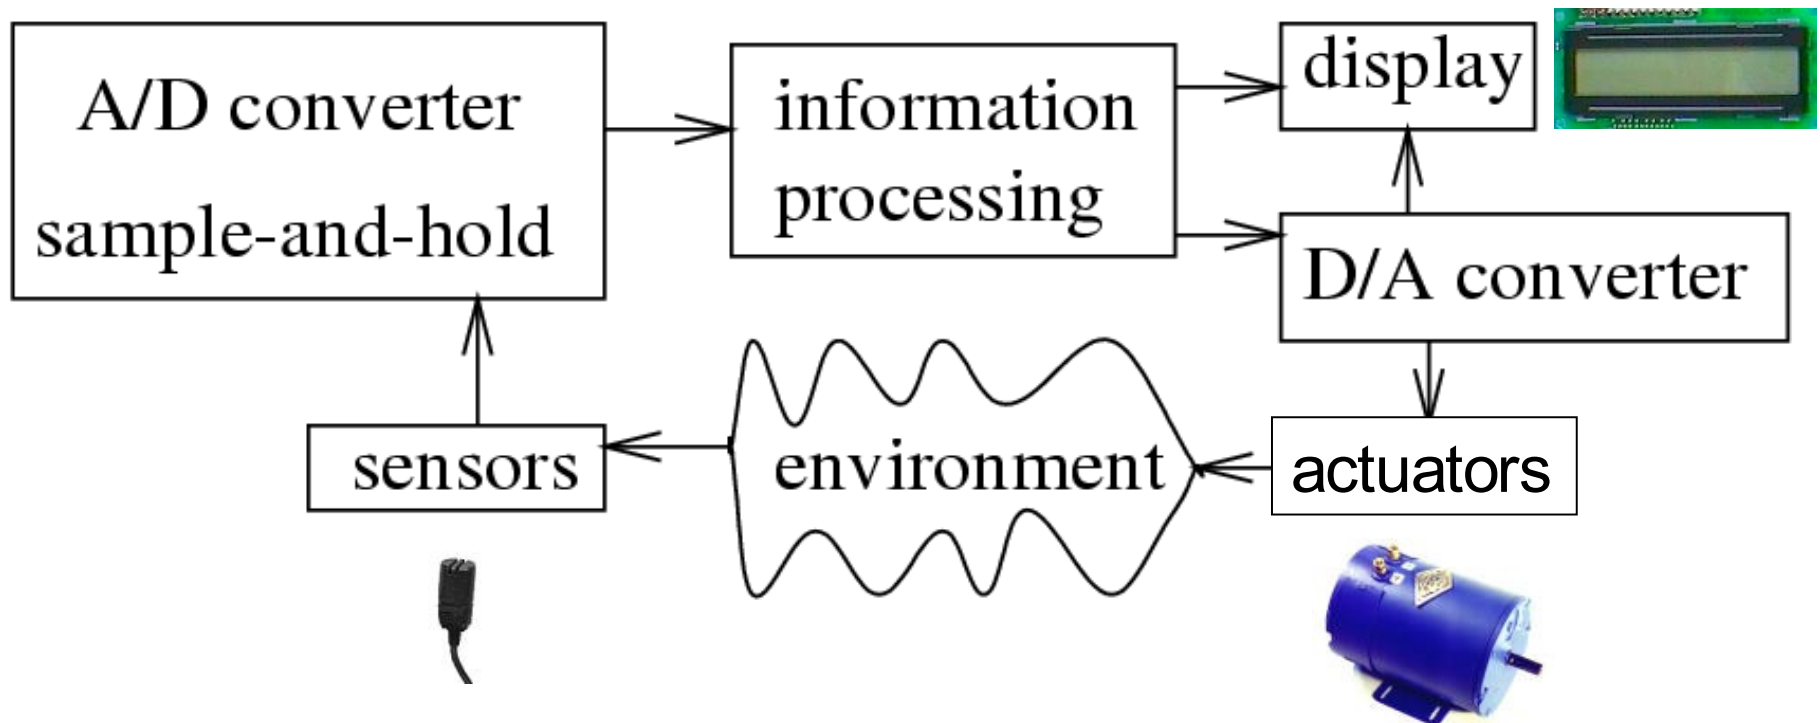 A/D converter
sample-and-hold
information
processing
display
D/A converter
sensors
environment
actuators